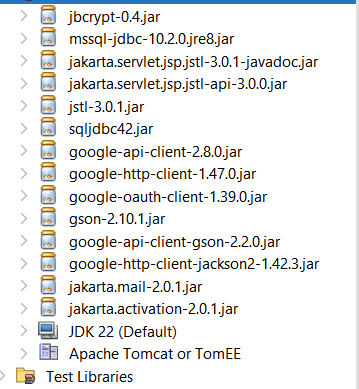 jbcrypt-0.4.jar
mssql-jdbc-10.2.0.jre8.jar
jakarta.servlet.jsp.jstl-3.0.1-javadoc.jar
jakarta.servlet.jsp.jstl-api-3.0.0.jar
jstl-3.0.1.jar
sqljdbc42.jar
google-api-client-2.8.0.jar
google-http-client-1.47.0.jar
google-oauth-client-1.39.0.jar
gson-2.10.1.jar
google-api-client-gson-2.2.0.jar
google-http-client-jackson2-1.42.3.jar
jakarta.mail-2.0.1.jar
jakarta.activation-2.0.1.jar
JDK 22 (Default)
Apache Tomcat or TomEE
Test Libraries